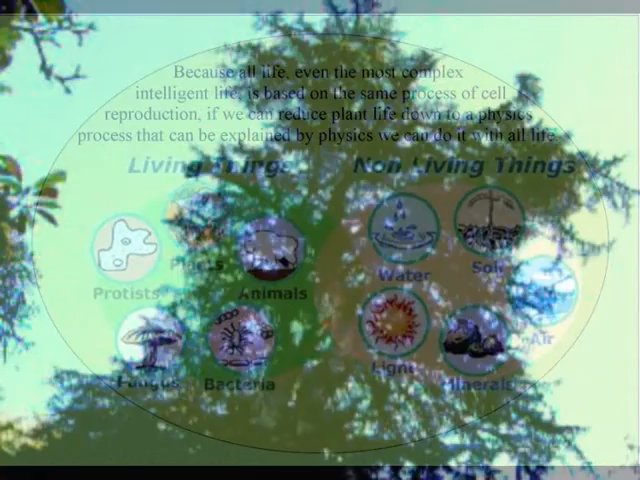 Because all life, even the most complex
intelligent life, is based on the same process of cell
reproduction, if we can reduce plant life down to a physics
process that can be explained by physics we can do it with all life.
Living Things Non Living Things
Plants Water Soil
Protists Animals
Air
Fungus Bacteria Light Minerals